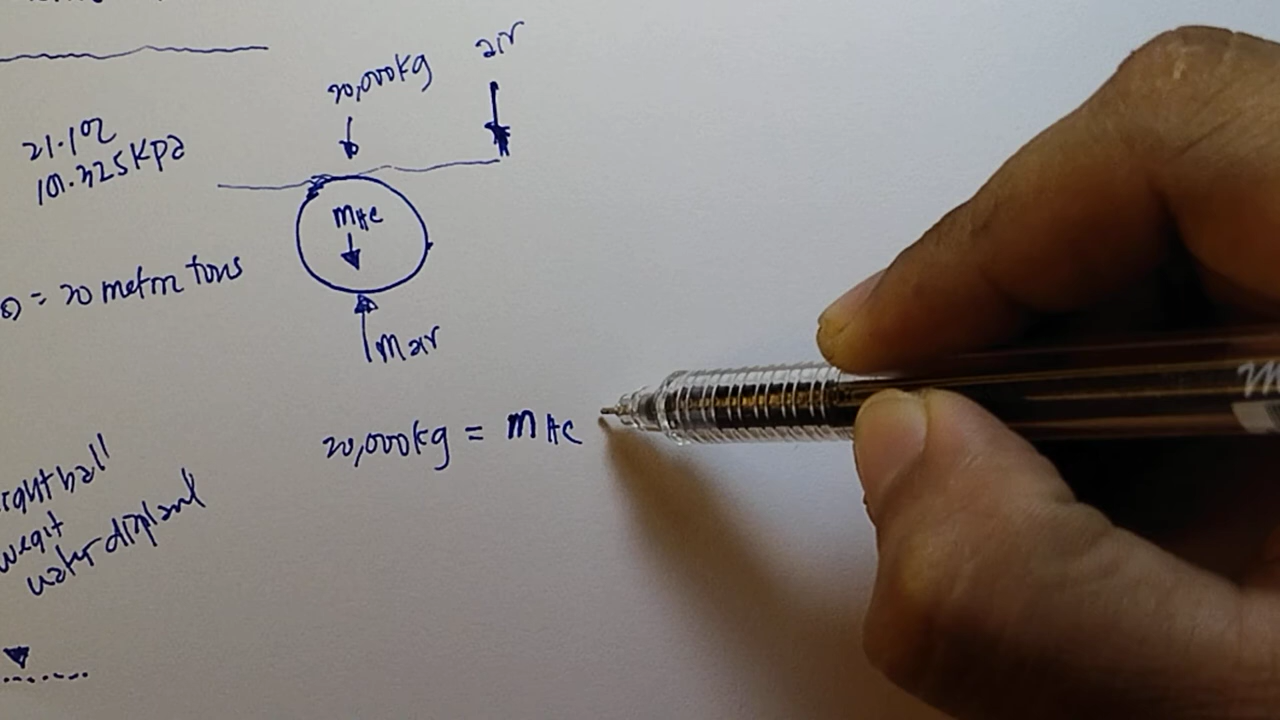 20,000kg
air
21.1°C
101.325Kpa
mHe
= 20 metric tons
mair
20,000kg = mHe
ight ball
weight
water displaced